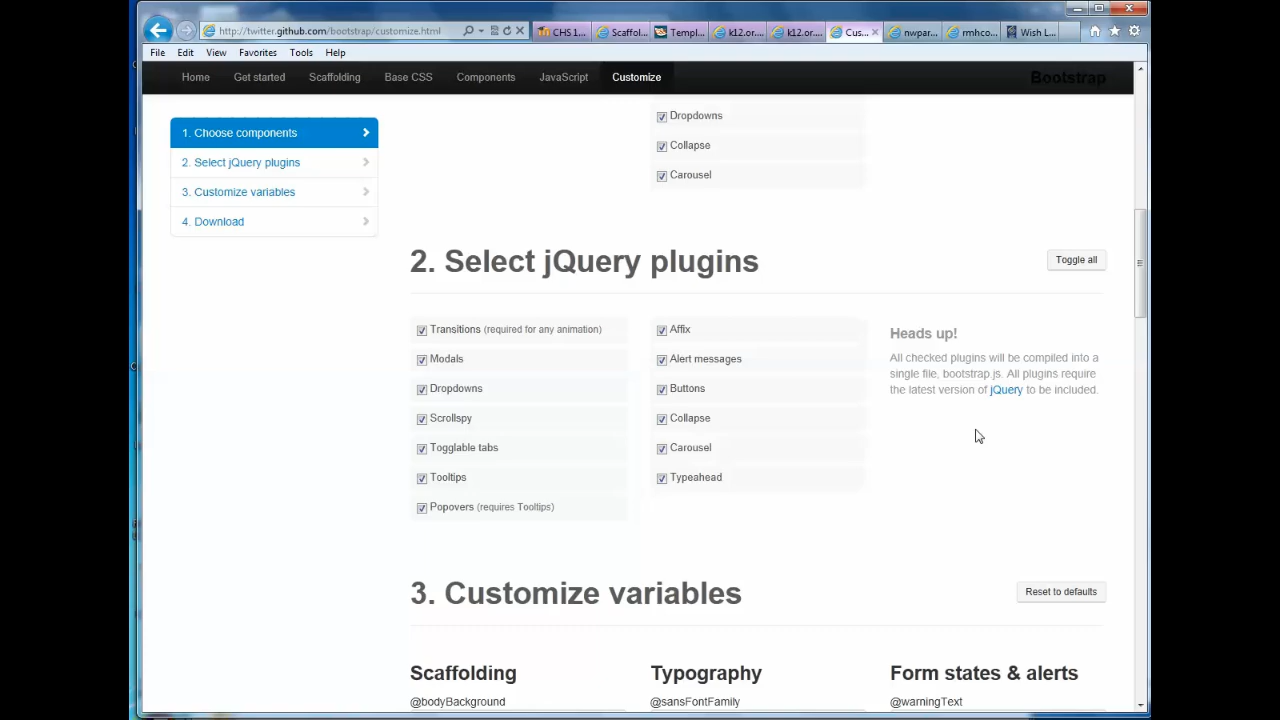 http://twitter.github.com/bootstrap/customize.html
CHS 1...
Scaffol...
Templ...
k12.or...
k12.or...
Cus...
nwpar...
rmhco...
Wish L...
File Edit View Favorites Tools Help
Home Get started Scaffolding Base CSS Components JavaScript Customize Bootstrap
1. Choose components
2. Select jQuery plugins
3. Customize variables
4. Download
Dropdowns
Collapse
Carousel
2. Select jQuery plugins
Toggle all
Transitions (required for any animation)
Modals
Dropdowns
Scrollspy
Togglable tabs
Tooltips
Popovers (requires Tooltips)
Affix
Alert messages
Buttons
Collapse
Carousel
Typeahead
Heads up!
All checked plugins will be compiled into a
single file, bootstrap.js. All plugins require
the latest version of jQuery to be included.
3. Customize variables
Reset to defaults
Scaffolding
@bodyBackground
Typography
@sansFontFamily
Form states & alerts
@warningText